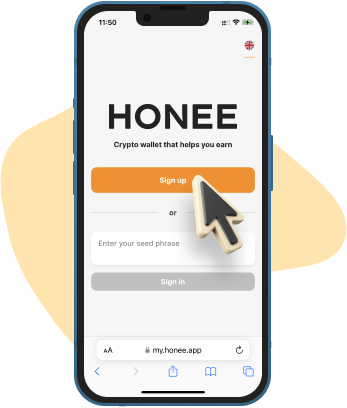 11:50
HONEE
Crypto wallet that helps you earn
Sign up
or
Enter your seed phrase
Sign in
AA my.honee.app